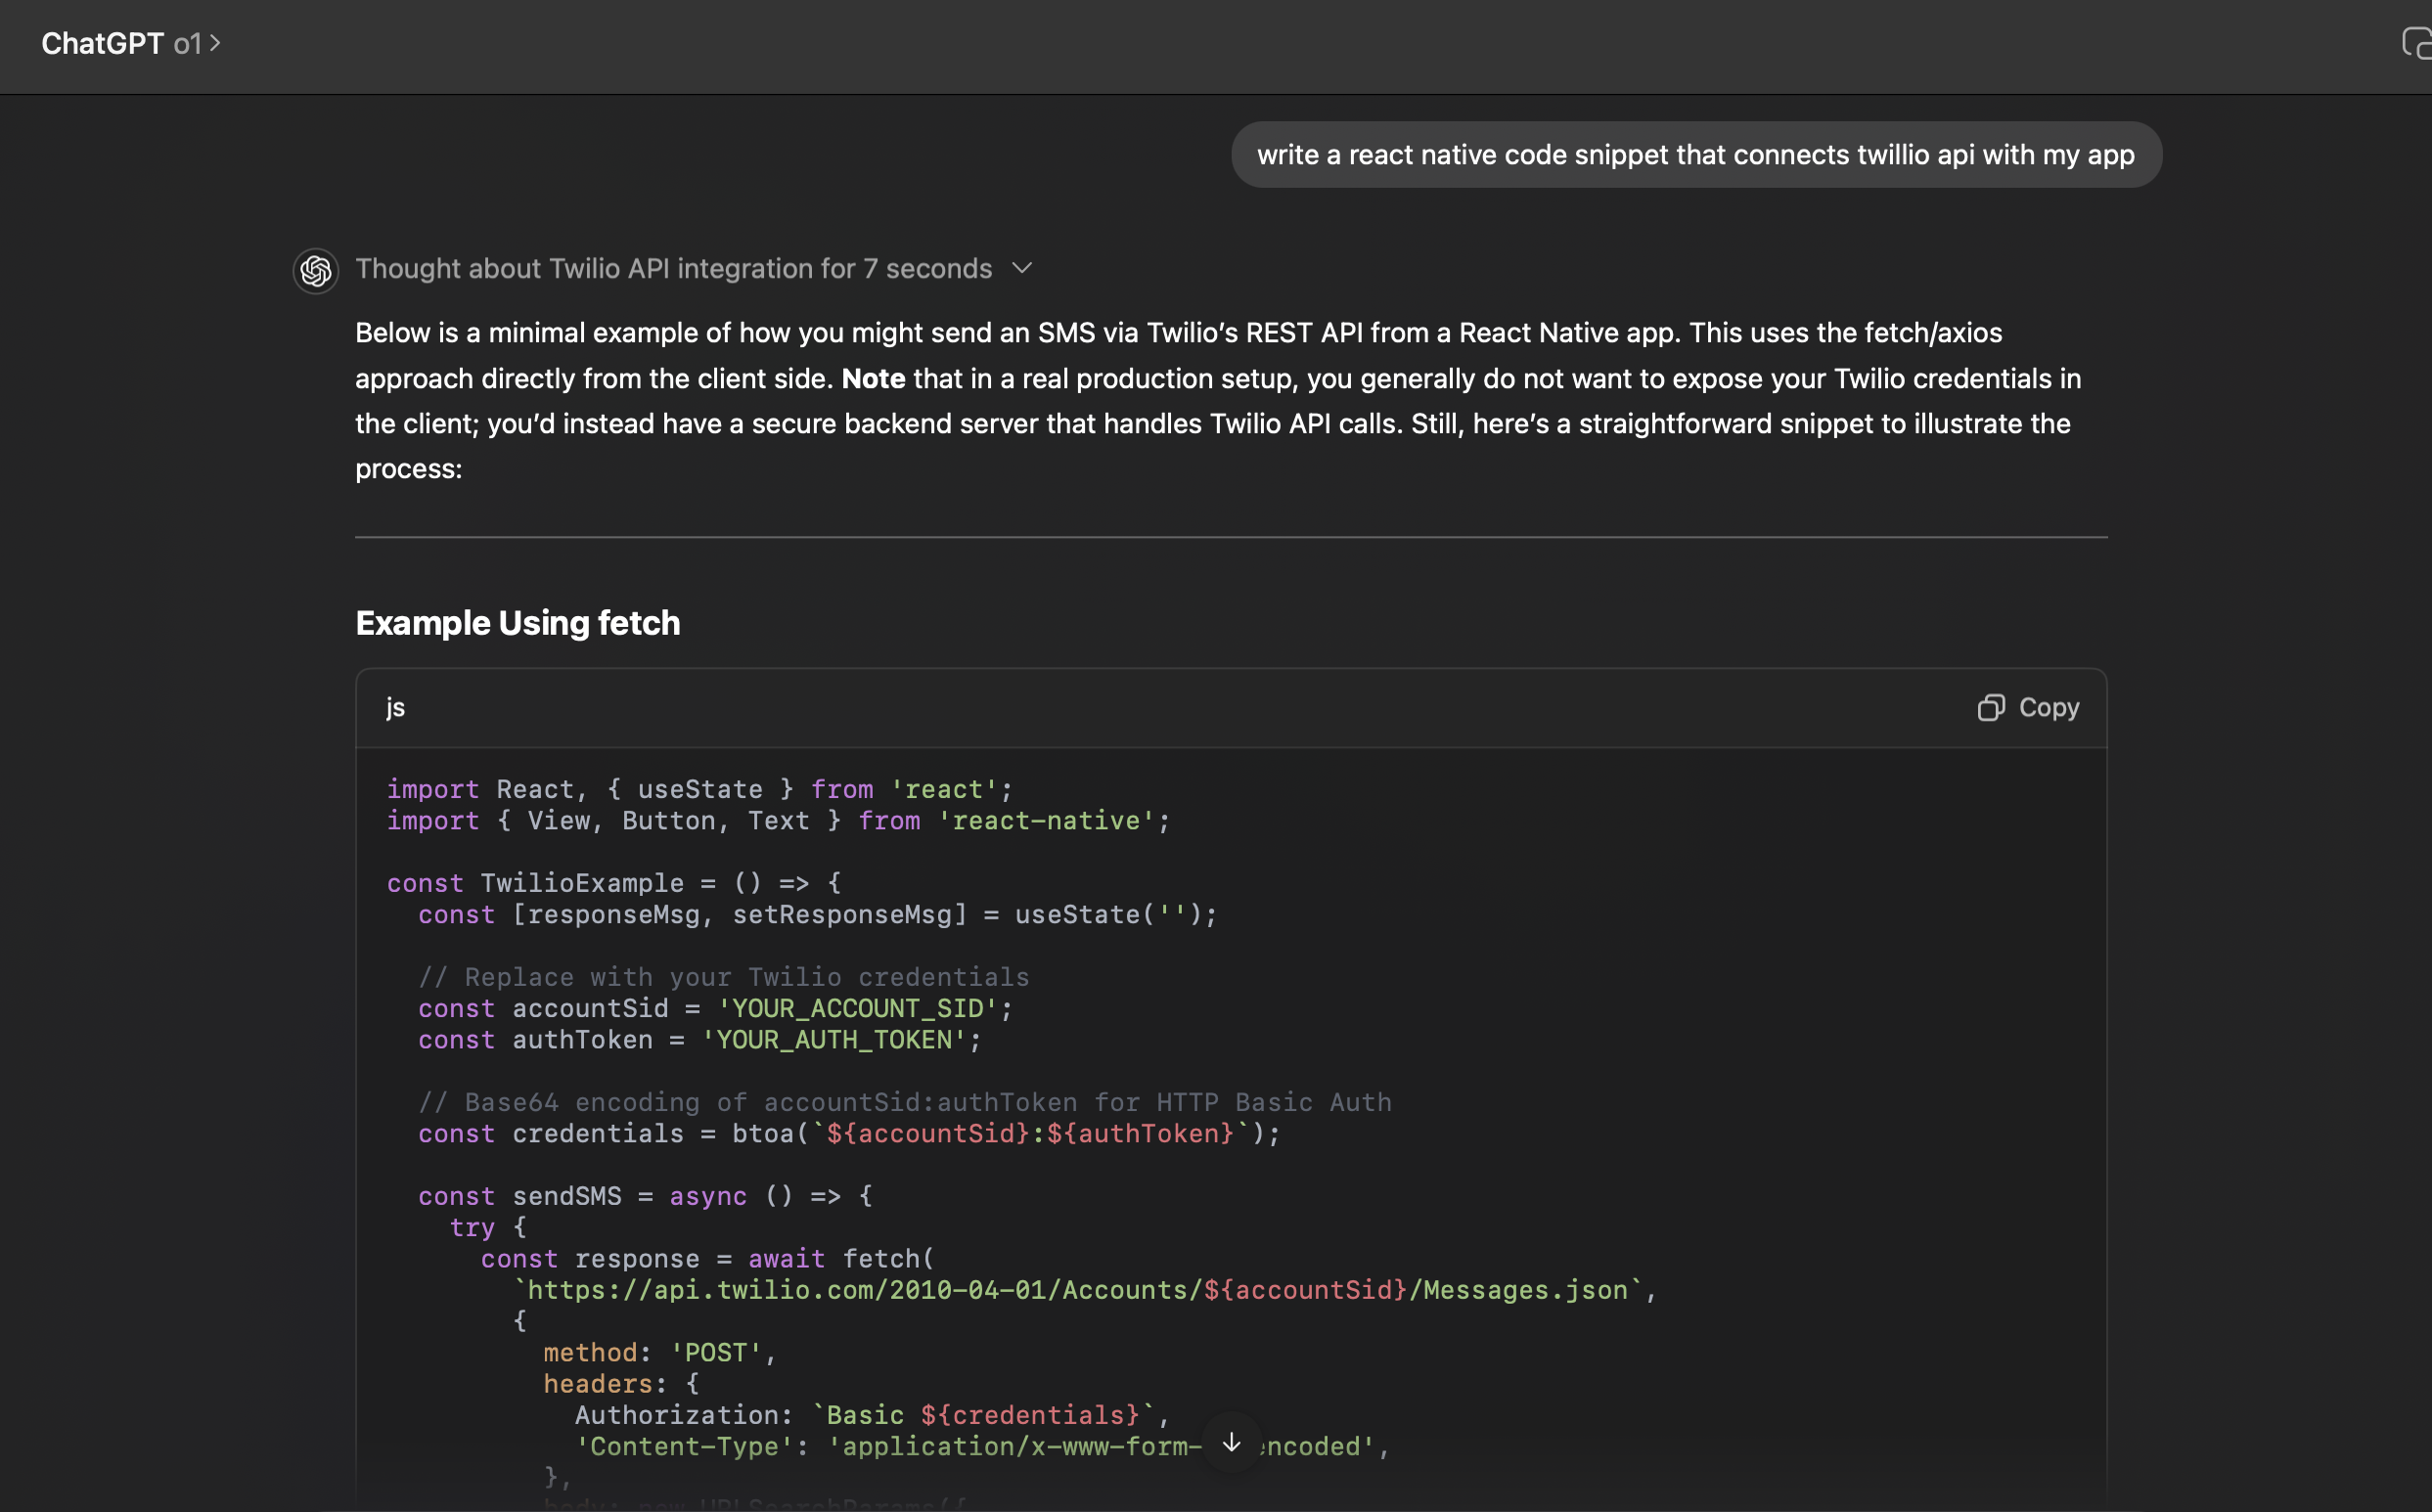 ChatGPT o1
write a react native code snippet that connects twillio api with my app
Thought about Twilio API integration for 7 seconds
Below is a minimal example of how you might send an SMS via Twilio’s REST API from a React Native app. This uses the fetch/axios
approach directly from the client side. Note that in a real production setup, you generally do not want to expose your Twilio credentials in
the client; you’d instead have a secure backend server that handles Twilio API calls. Still, here’s a straightforward snippet to illustrate the
process:
Example Using fetch
js
Copy
import React, { useState } from 'react';
import { View, Button, Text } from 'react-native';
const TwilioExample = () => {
const [responseMsg, setResponseMsg] = useState('');
// Replace with your Twilio credentials
const accountSid = 'YOUR_ACCOUNT_SID';
const authToken = 'YOUR_AUTH_TOKEN';
// Base64 encoding of accountSid:authToken for HTTP Basic Auth
const credentials = btoa(`${accountSid}:${authToken}`);
const sendSMS = async () => {
try {
const response = await fetch(
`https://api.twilio.com/2010-04-01/Accounts/${accountSid}/Messages.json`,
{
method: 'POST',
headers: {
Authorization: `Basic ${credentials}`,
'Content-Type': 'application/x-www-form- encoded',
},
body: new URLSearchParams({